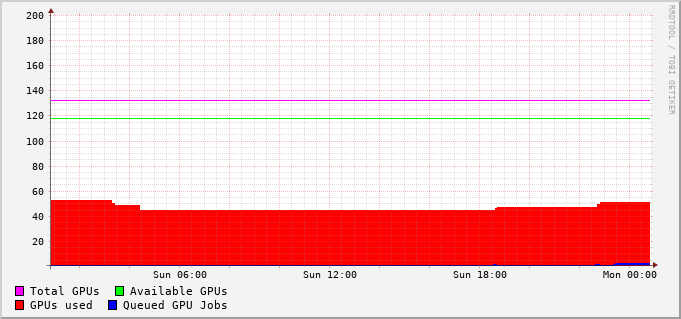 200
180
160
140
120
100
80
60
40
20
Sun 06:00 Sun 12:00 Sun 18:00 Mon 00:00
Total GPUs Available GPUs
GPUs used Queued GPU Jobs
RRDTOOL / TOBI OETIKER